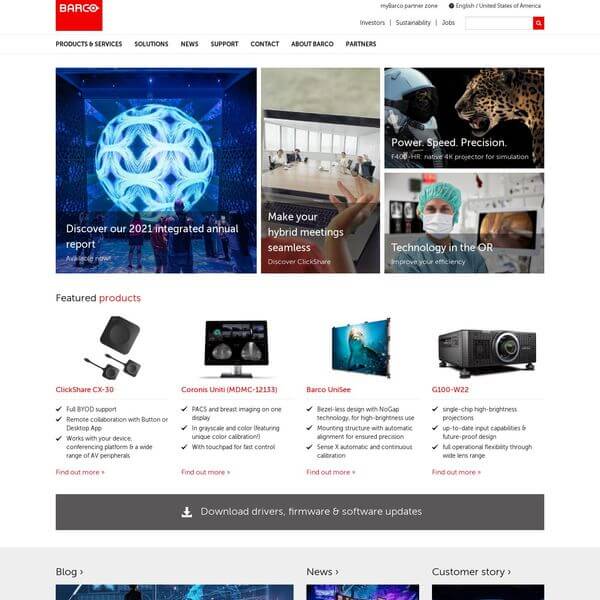 BARCO
myBarco partner zone
English / United States of America
Investors | Sustainability | Jobs
PRODUCTS & SERVICES
SOLUTIONS
NEWS
SUPPORT
CONTACT
ABOUT BARCO
PARTNERS
Discover our 2021 integrated annual
report
Available now!
Make your
hybrid meetings
seamless
Discover ClickShare
Power. Speed. Precision.
F400-HR: native 4K projector for simulation
Technology in the OR
Improve your efficiency
Featured products
ClickShare CX-30
Full BYOD support
Remote collaboration with Button or
Desktop App
Works with your device,
conferencing platform & a wide
range of AV peripherals
Find out more »
Coronis Uniti (MDMC-12133)
PACS and breast imaging on one
display
In grayscale and color (featuring
unique color calibration!)
With touchpad for fast control
Find out more »
Barco UniSee
Bezel-less design with NoGap
technology, for high-brightness use
Mounting structure with automatic
alignment for ensured precision
Sense X automatic and continuous
calibration
Find out more »
G100-W22
single-chip high-brightness
projections
up-to-date input capabilities &
future-proof design
full operational flexibility through
wide lens range
Find out more »
Download drivers, firmware & software updates
Blog ›
News ›
Customer story ›